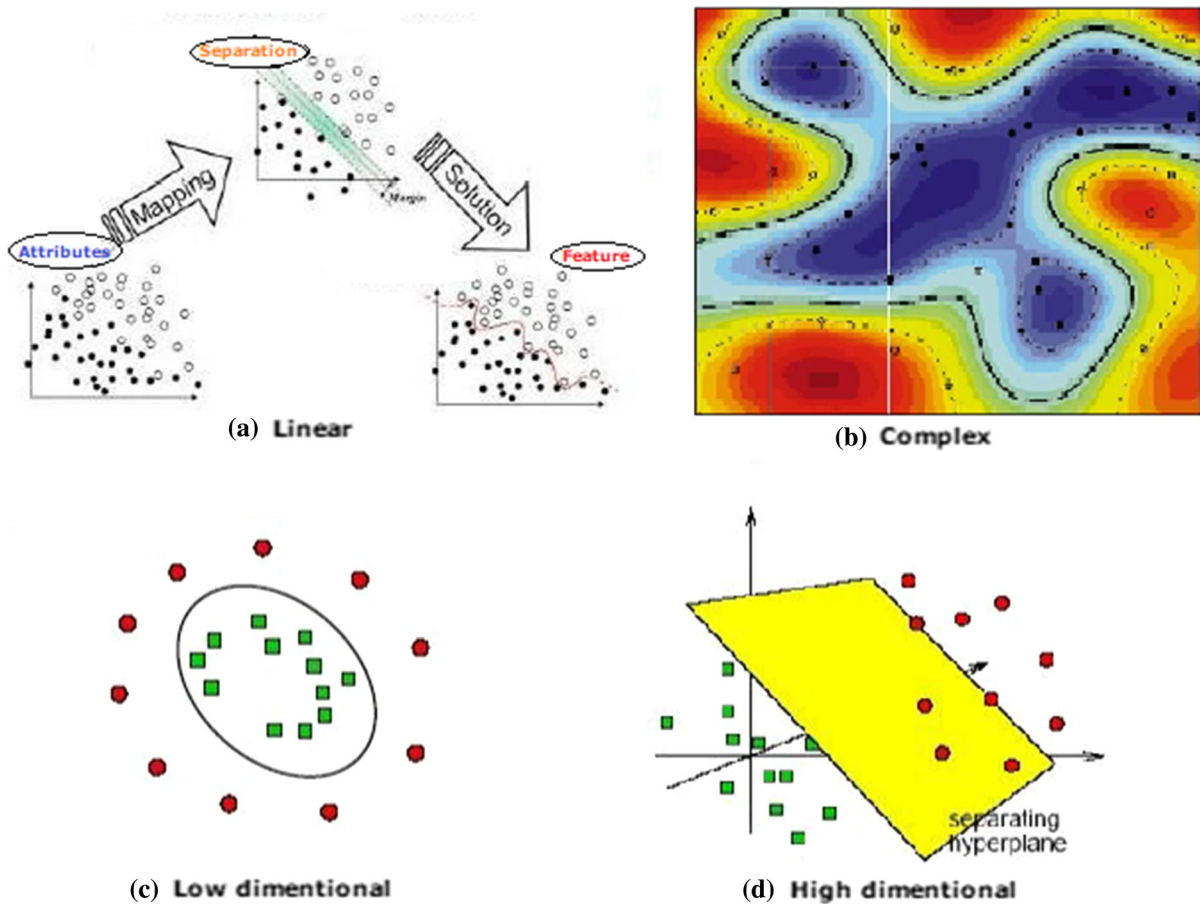 Separation
Mapping
Solution
Margin
Attributes
Feature
(a) Linear
(b) Complex
separating
hyperplane
(c) Low dimentional
(d) High dimentional